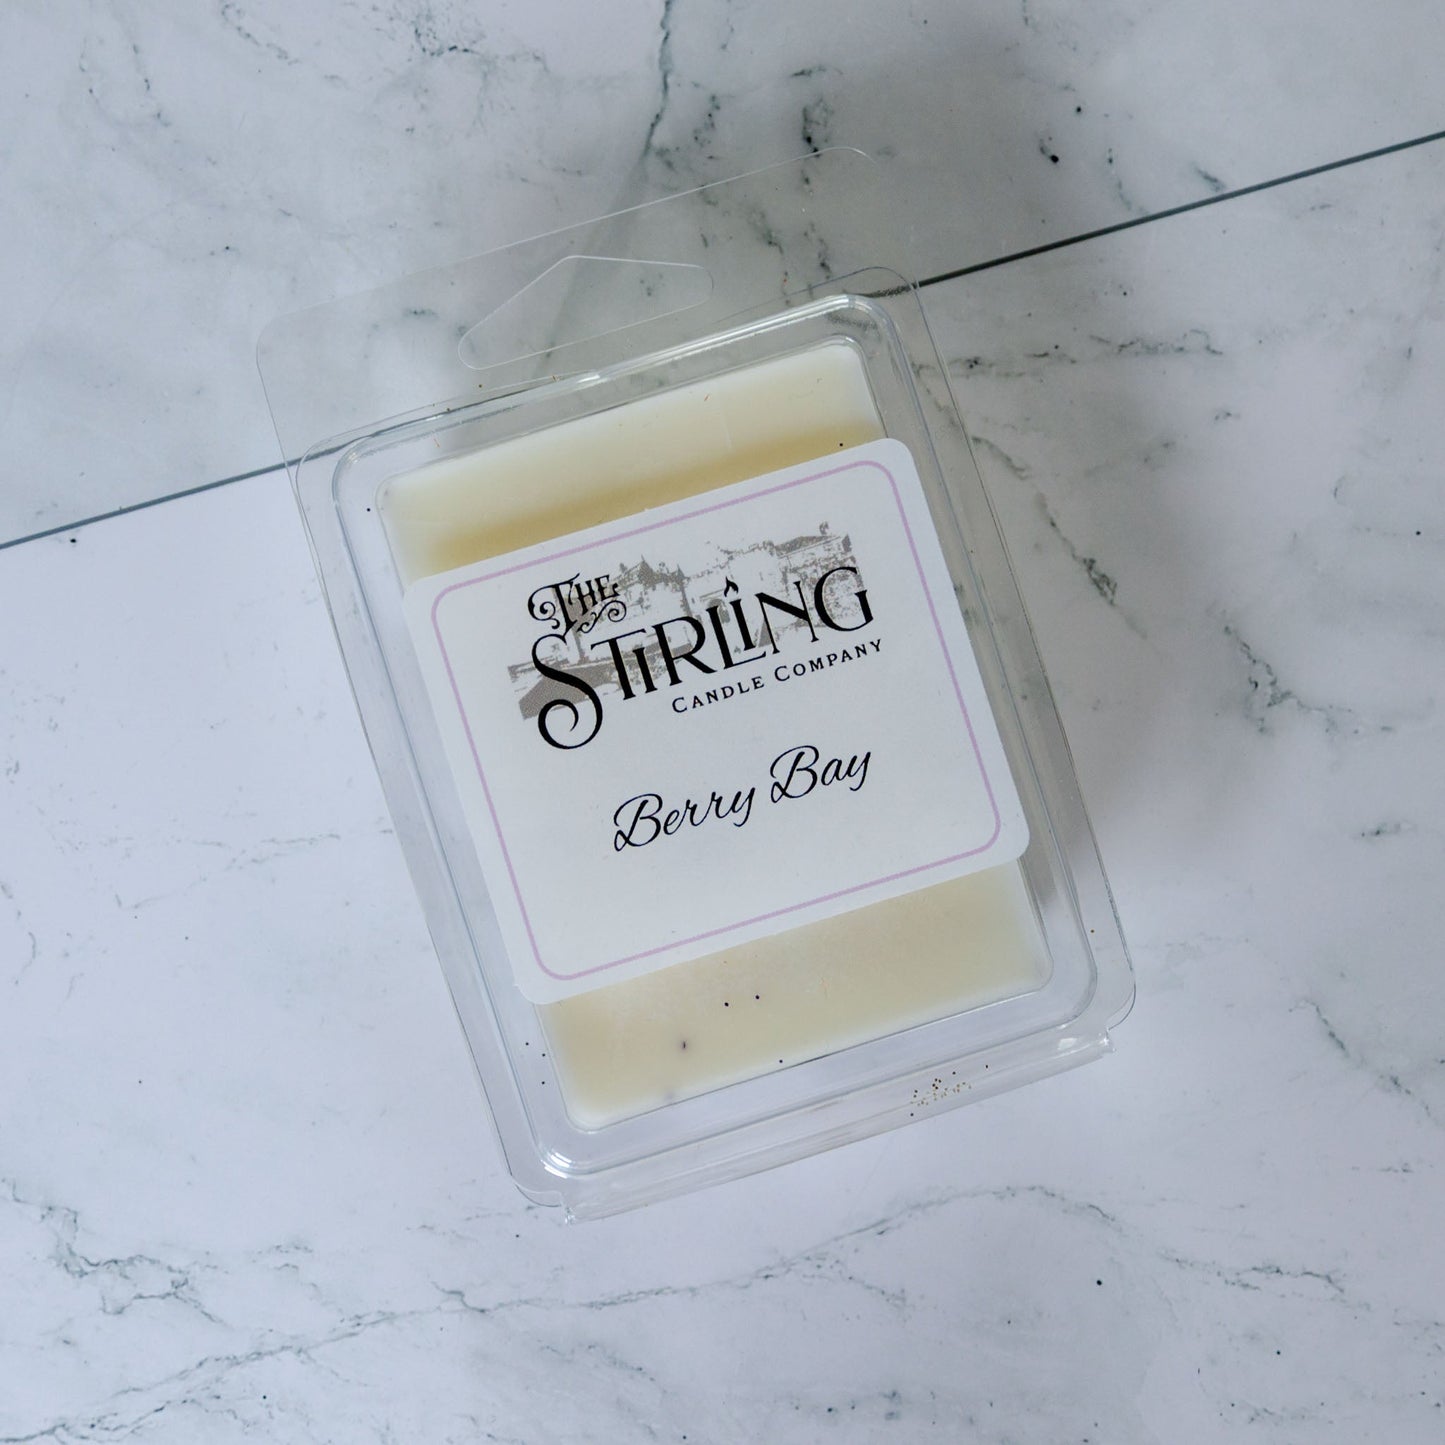 The
Stirling
Candle Company
Berry Bay